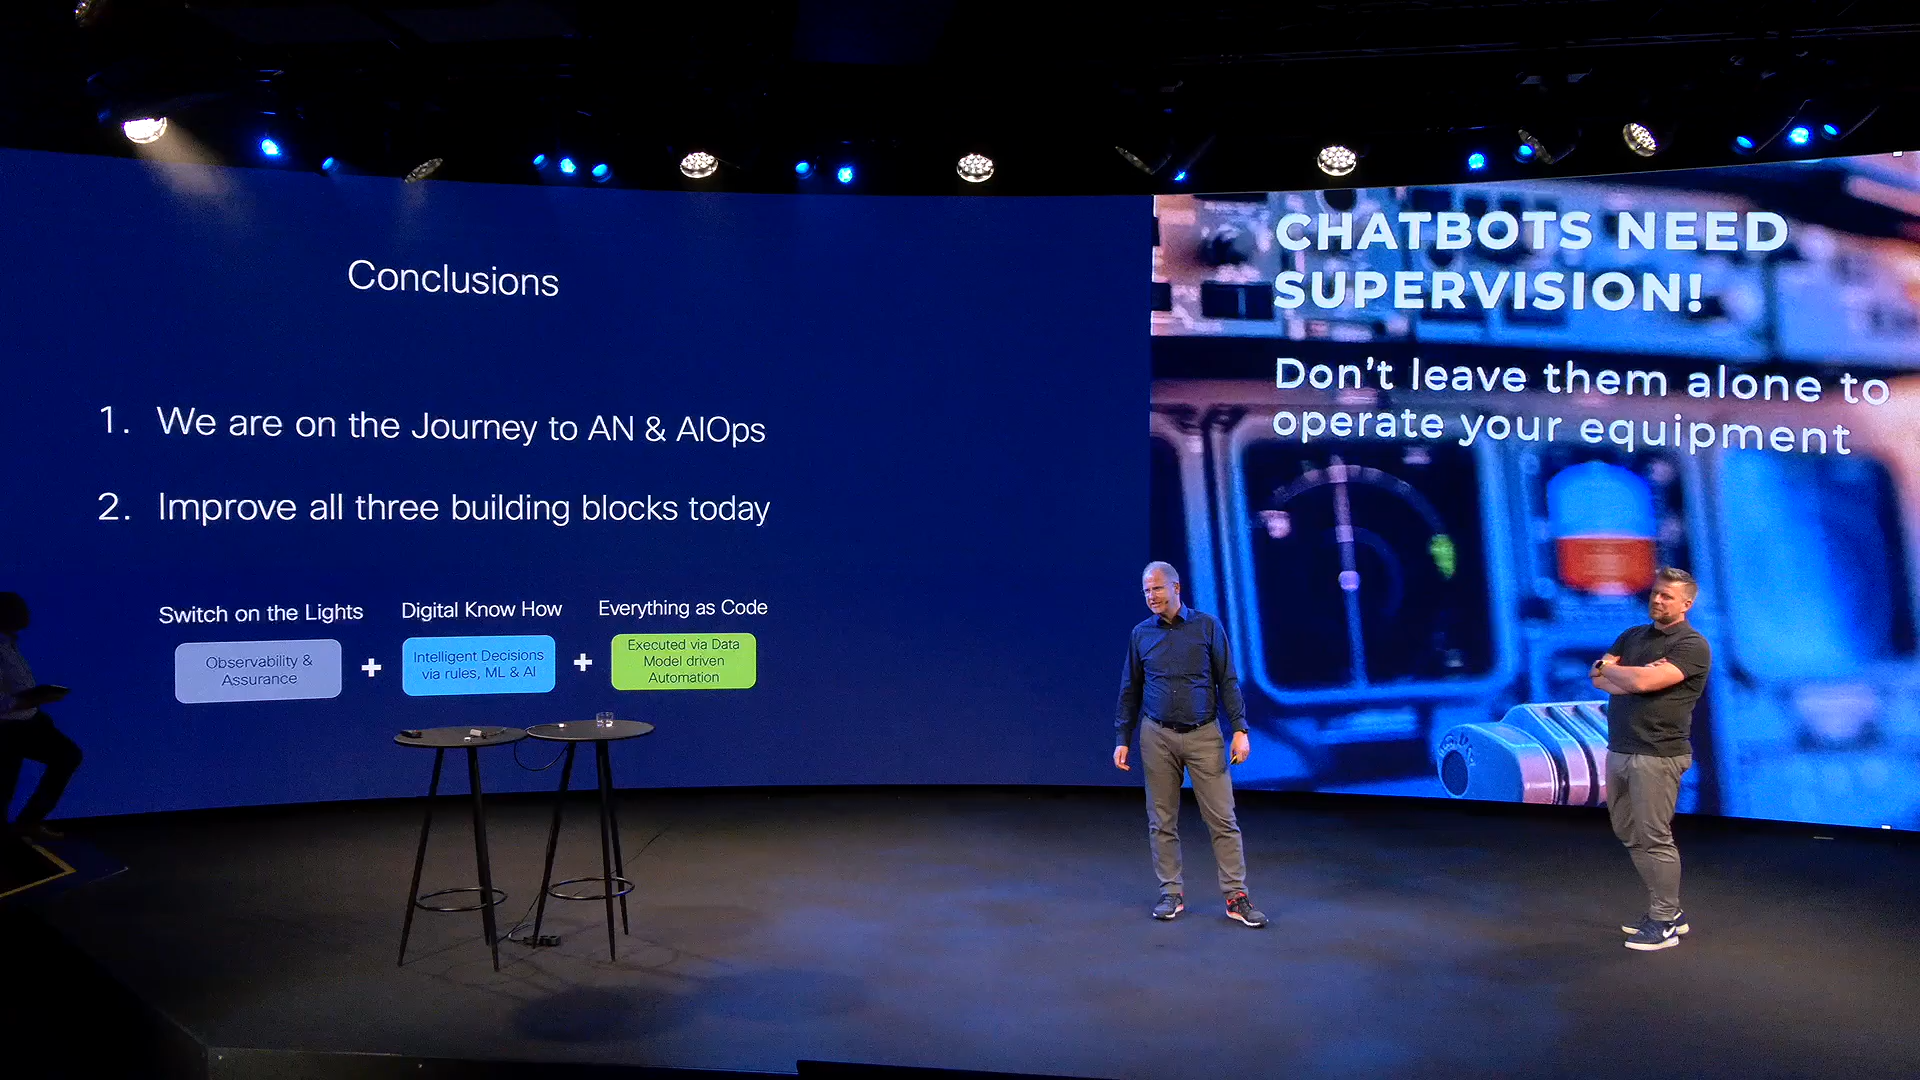 Conclusions
1. We are on the Journey to AN & AIOps
2. Improve all three building blocks today
Switch on the Lights
Observability &
Assurance
+
Digital Know How
Intelligent Decisions
via rules, ML & AI
+
Everything as Code
Executed via Data
Model driven
Automation
CHATBOTS NEED
SUPERVISION!
Don't leave them alone to
operate your equipment